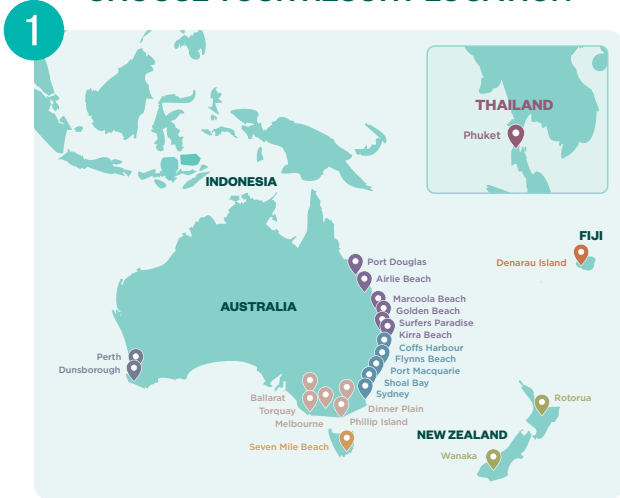 1
THAILAND
Phuket
INDONESIA
FIJI
Denarau Island
Port Douglas
Airlie Beach
AUSTRALIA
Marcoola Beach
Golden Beach
Surfers Paradise
Kirra Beach
Coffs Harbour
Flynns Beach
Port Macquarie
Shoal Bay
Sydney
Perth
Dunsborough
Ballarat
Torquay
Melbourne
Dinner Plain
Phillip Island
Seven Mile Beach
NEW ZEALAND
Rotorua
Wanaka